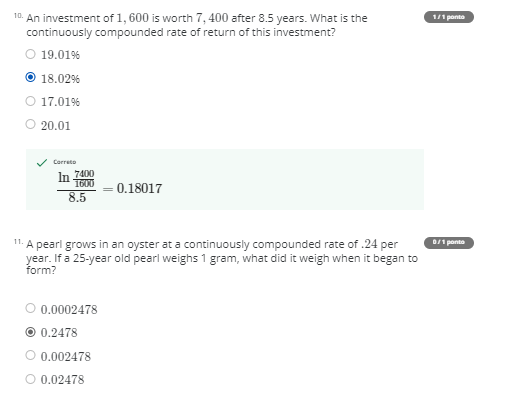 10. An investment of 1, 600 is worth 7, 400 after 8.5 years. What is the
1 / 1 ponto
continuously compounded rate of return of this investment?
19.01%
18.02%
17.01%
20.01
Correto
ln 7400/1600 / 8.5 = 0.18017
11. A pearl grows in an oyster at a continuously compounded rate of .24 per
0 / 1 ponto
year. If a 25-year old pearl weighs 1 gram, what did it weigh when it began to
form?
0.0002478
0.2478
0.002478
0.02478